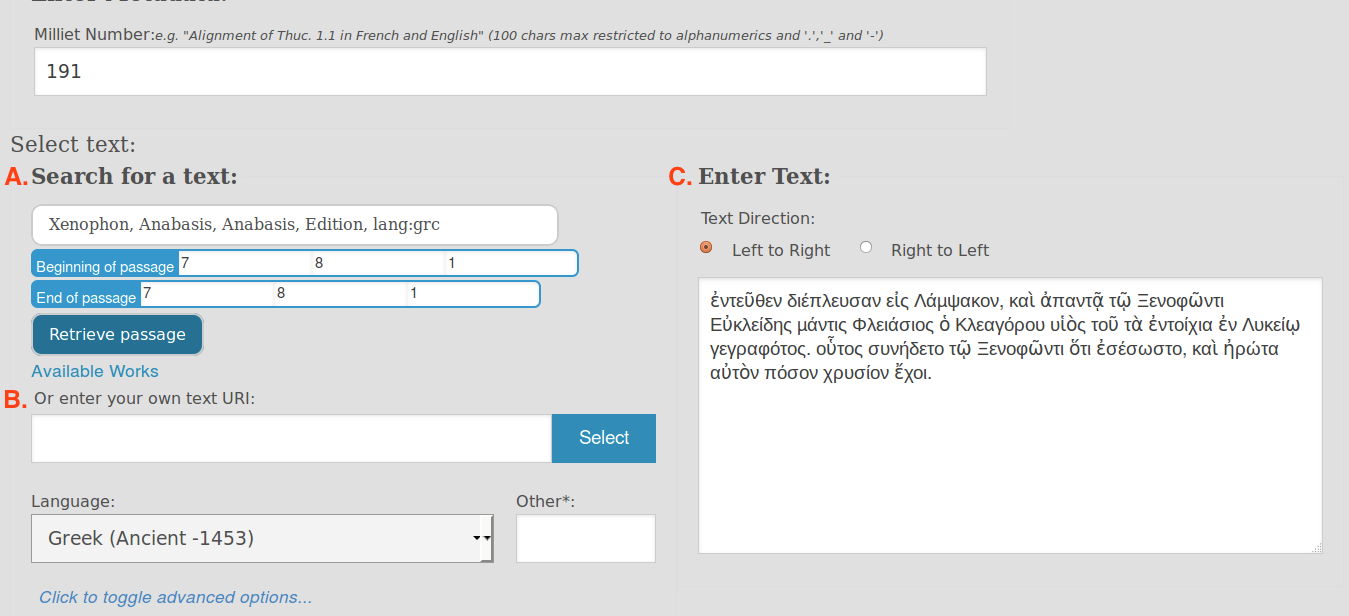 Milliet Number:e.g. "Alignment of Thuc. 1.1 in French and English" (100 chars max restricted to alphanumerics and '.','_' and '-')
191
Select text:
A. Search for a text:
Xenophon, Anabasis, Anabasis, Edition, lang:grc
Beginning of passage 7 8 1
End of passage 7 8 1
Retrieve passage
Available Works
B. Or enter your own text URI:
Select
Language:
Other*:
Greek (Ancient -1453)
Click to toggle advanced options...
C. Enter Text:
Text Direction:
Left to Right
Right to Left
ἐντεῦθεν διέπλευσαν εἰς Λάμψακον, καὶ ἀπαντᾷ τῷ Ξενοφῶντι
Εὐκλείδης μάντις Φλειάσιος ὁ Κλεαγόρου υἱὸς τοῦ τὰ ἐντοίχια ἐν Λυκείῳ
γεγραφότος. οὗτος συνήδετο τῷ Ξενοφῶντι ὅτι ἐσέσωστο, καὶ ἠρώτα
αὐτὸν πόσον χρυσίον ἔχοι.